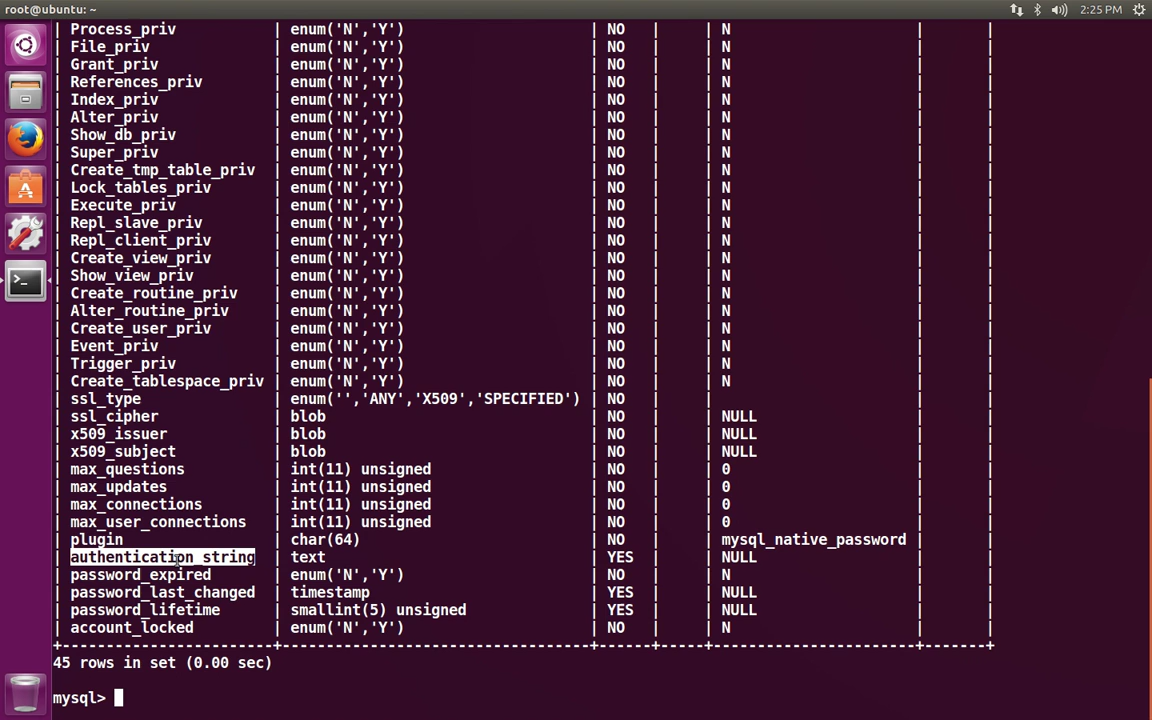 root@ubuntu: ~ 2:25 PM
| Process_priv | enum('N','Y') | NO | | N | |
| File_priv | enum('N','Y') | NO | | N | |
| Grant_priv | enum('N','Y') | NO | | N | |
| References_priv | enum('N','Y') | NO | | N | |
| Index_priv | enum('N','Y') | NO | | N | |
| Alter_priv | enum('N','Y') | NO | | N | |
| Show_db_priv | enum('N','Y') | NO | | N | |
| Super_priv | enum('N','Y') | NO | | N | |
| Create_tmp_table_priv | enum('N','Y') | NO | | N | |
| Lock_tables_priv | enum('N','Y') | NO | | N | |
| Execute_priv | enum('N','Y') | NO | | N | |
| Repl_slave_priv | enum('N','Y') | NO | | N | |
| Repl_client_priv | enum('N','Y') | NO | | N | |
| Create_view_priv | enum('N','Y') | NO | | N | |
| Show_view_priv | enum('N','Y') | NO | | N | |
| Create_routine_priv | enum('N','Y') | NO | | N | |
| Alter_routine_priv | enum('N','Y') | NO | | N | |
| Create_user_priv | enum('N','Y') | NO | | N | |
| Event_priv | enum('N','Y') | NO | | N | |
| Trigger_priv | enum('N','Y') | NO | | N | |
| Create_tablespace_priv | enum('N','Y') | NO | | N | |
| ssl_type | enum('','ANY','X509','SPECIFIED') | NO | | | |
| ssl_cipher | blob | NO | | NULL | |
| x509_issuer | blob | NO | | NULL | |
| x509_subject | blob | NO | | NULL | |
| max_questions | int(11) unsigned | NO | | 0 | |
| max_updates | int(11) unsigned | NO | | 0 | |
| max_connections | int(11) unsigned | NO | | 0 | |
| max_user_connections | int(11) unsigned | NO | | 0 | |
| plugin | char(64) | NO | | mysql_native_password | |
| authentication_string | text | YES | | NULL | |
| password_expired | enum('N','Y') | NO | | N | |
| password_last_changed | timestamp | YES | | NULL | |
| password_lifetime | smallint(5) unsigned | YES | | NULL | |
| account_locked | enum('N','Y') | NO | | N | |
+------------------------+-----------------------------------+------+-----+-----------------------+-------+
45 rows in set (0.00 sec)
mysql>